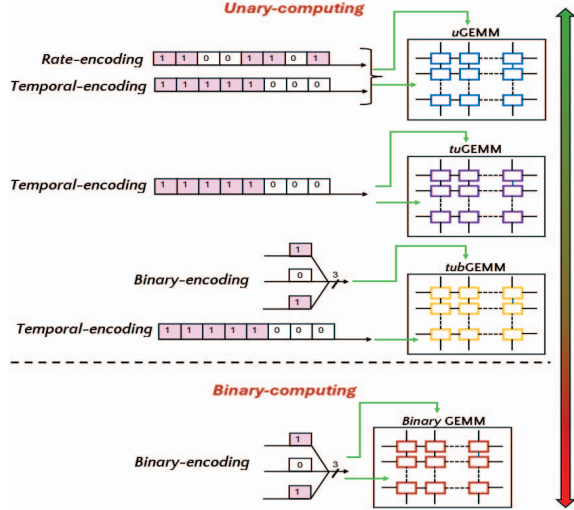 Unary-computing
uGEMM
Rate-encoding 1 1 0 0 1 1 0 1
Temporal-encoding 1 1 1 1 1 0 0 0
tuGEMM
Temporal-encoding 1 1 1 1 1 0 0 0
1
tubGEMM
Binary-encoding 0 3
1
Temporal-encoding 1 1 1 1 1 0 0 0
Binary-computing
Binary GEMM
1
Binary-encoding 0 3
1